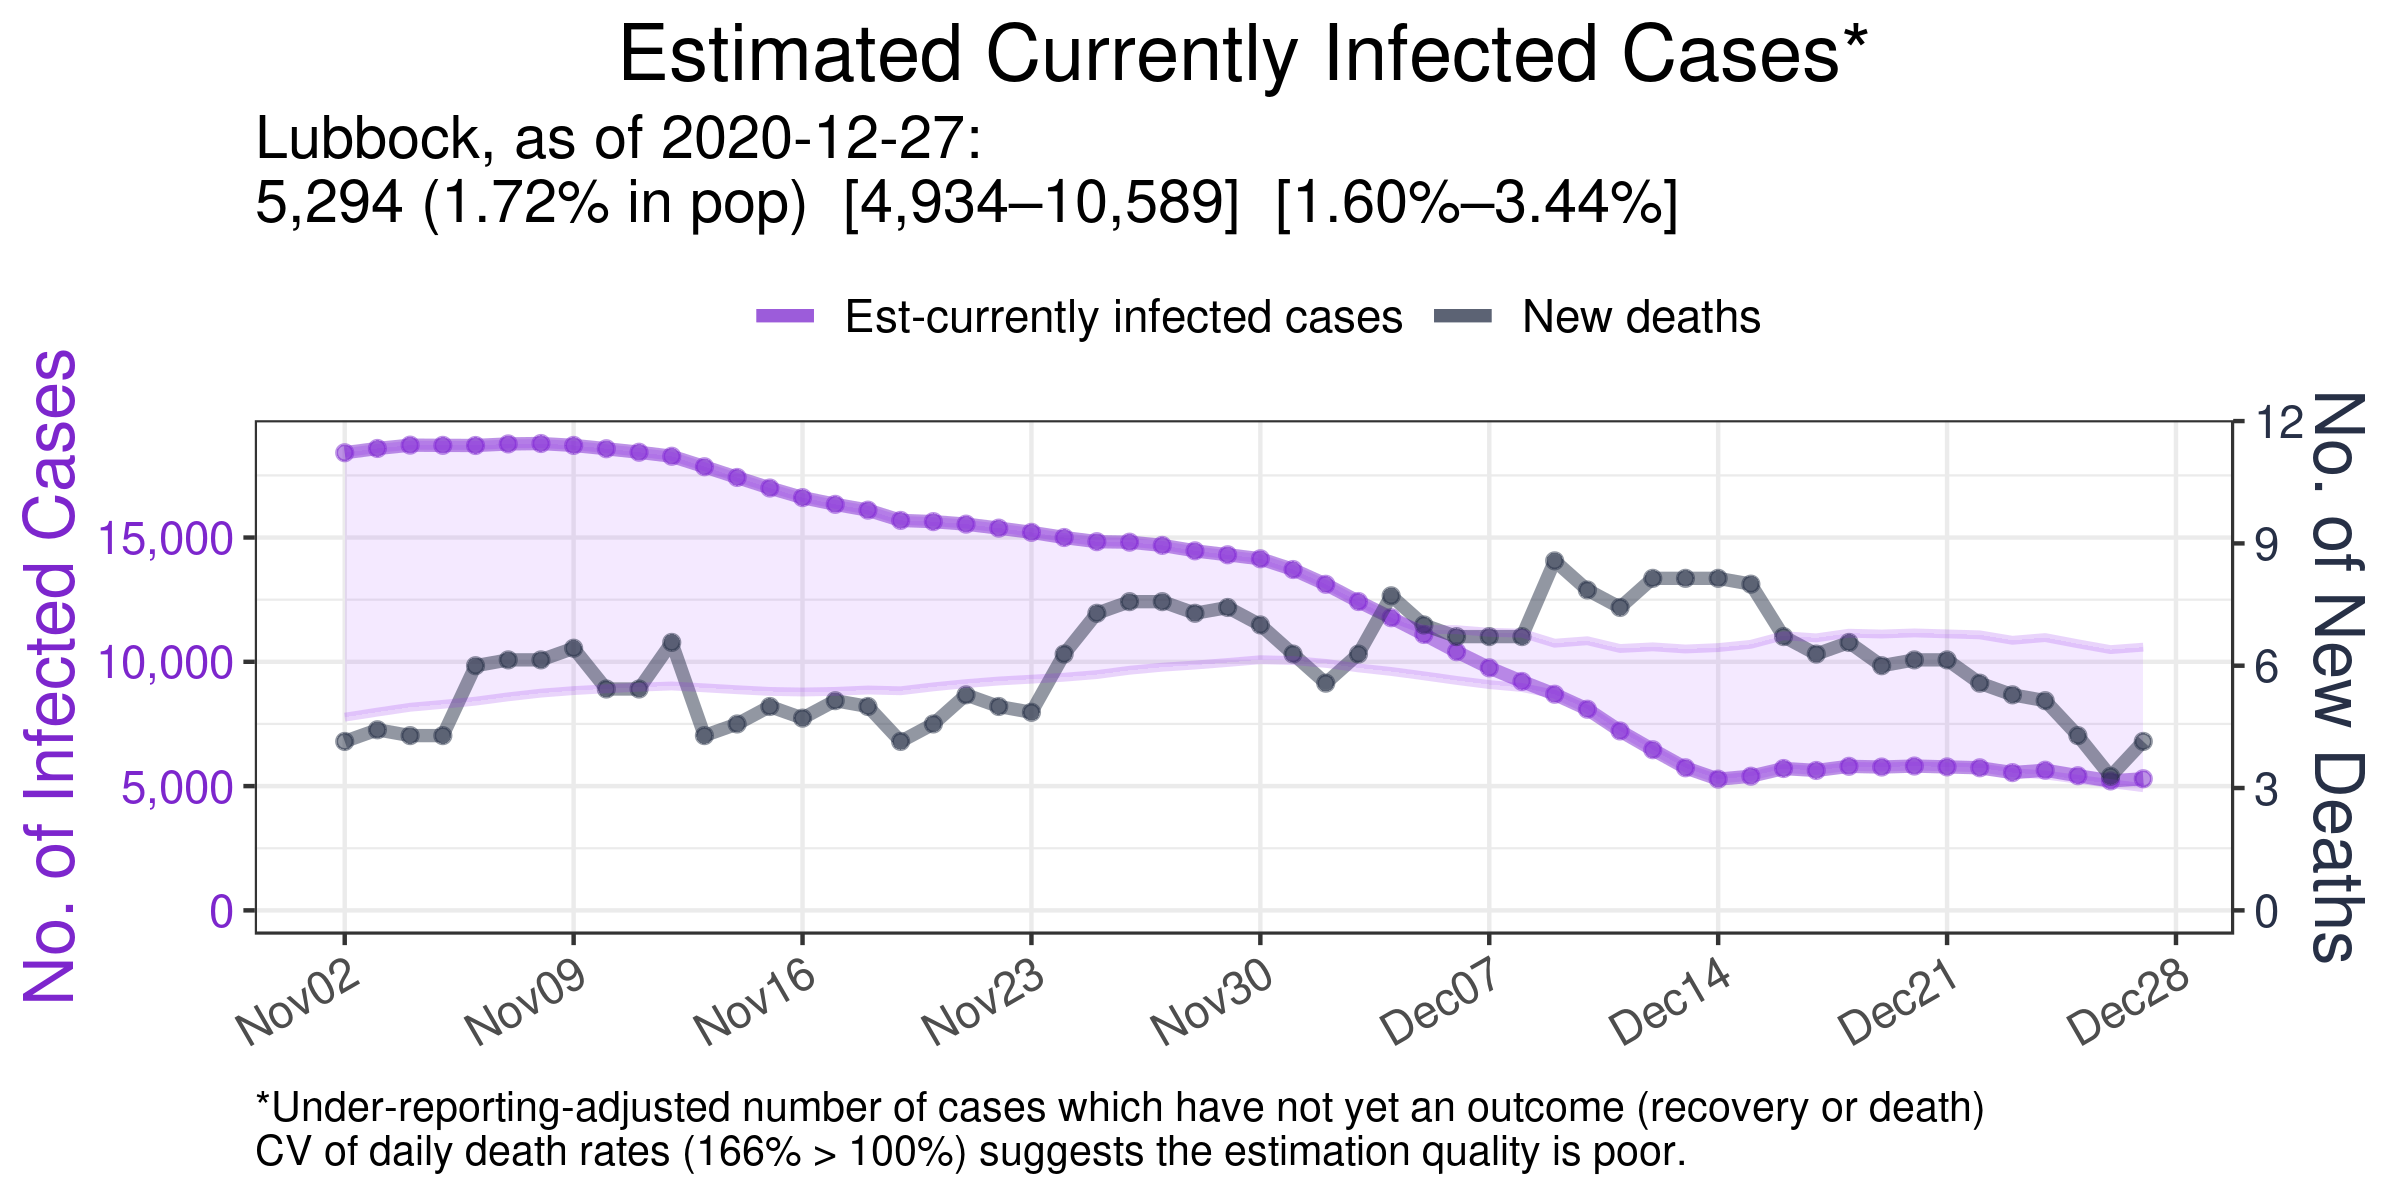 Estimated Currently Infected Cases*
Lubbock, as of 2020-12-27:
5,294 (1.72% in pop)  [4,934–10,589]  [1.60%–3.44%]
Est-currently infected cases
New deaths
No. of Infected Cases
15,000
10,000
5,000
0
12
9
6
3
0
No. of New Deaths
Nov02
Nov09
Nov16
Nov23
Nov30
Dec07
Dec14
Dec21
Dec28
*Under-reporting-adjusted number of cases which have not yet an outcome (recovery or death)
CV of daily death rates (166% > 100%) suggests the estimation quality is poor.